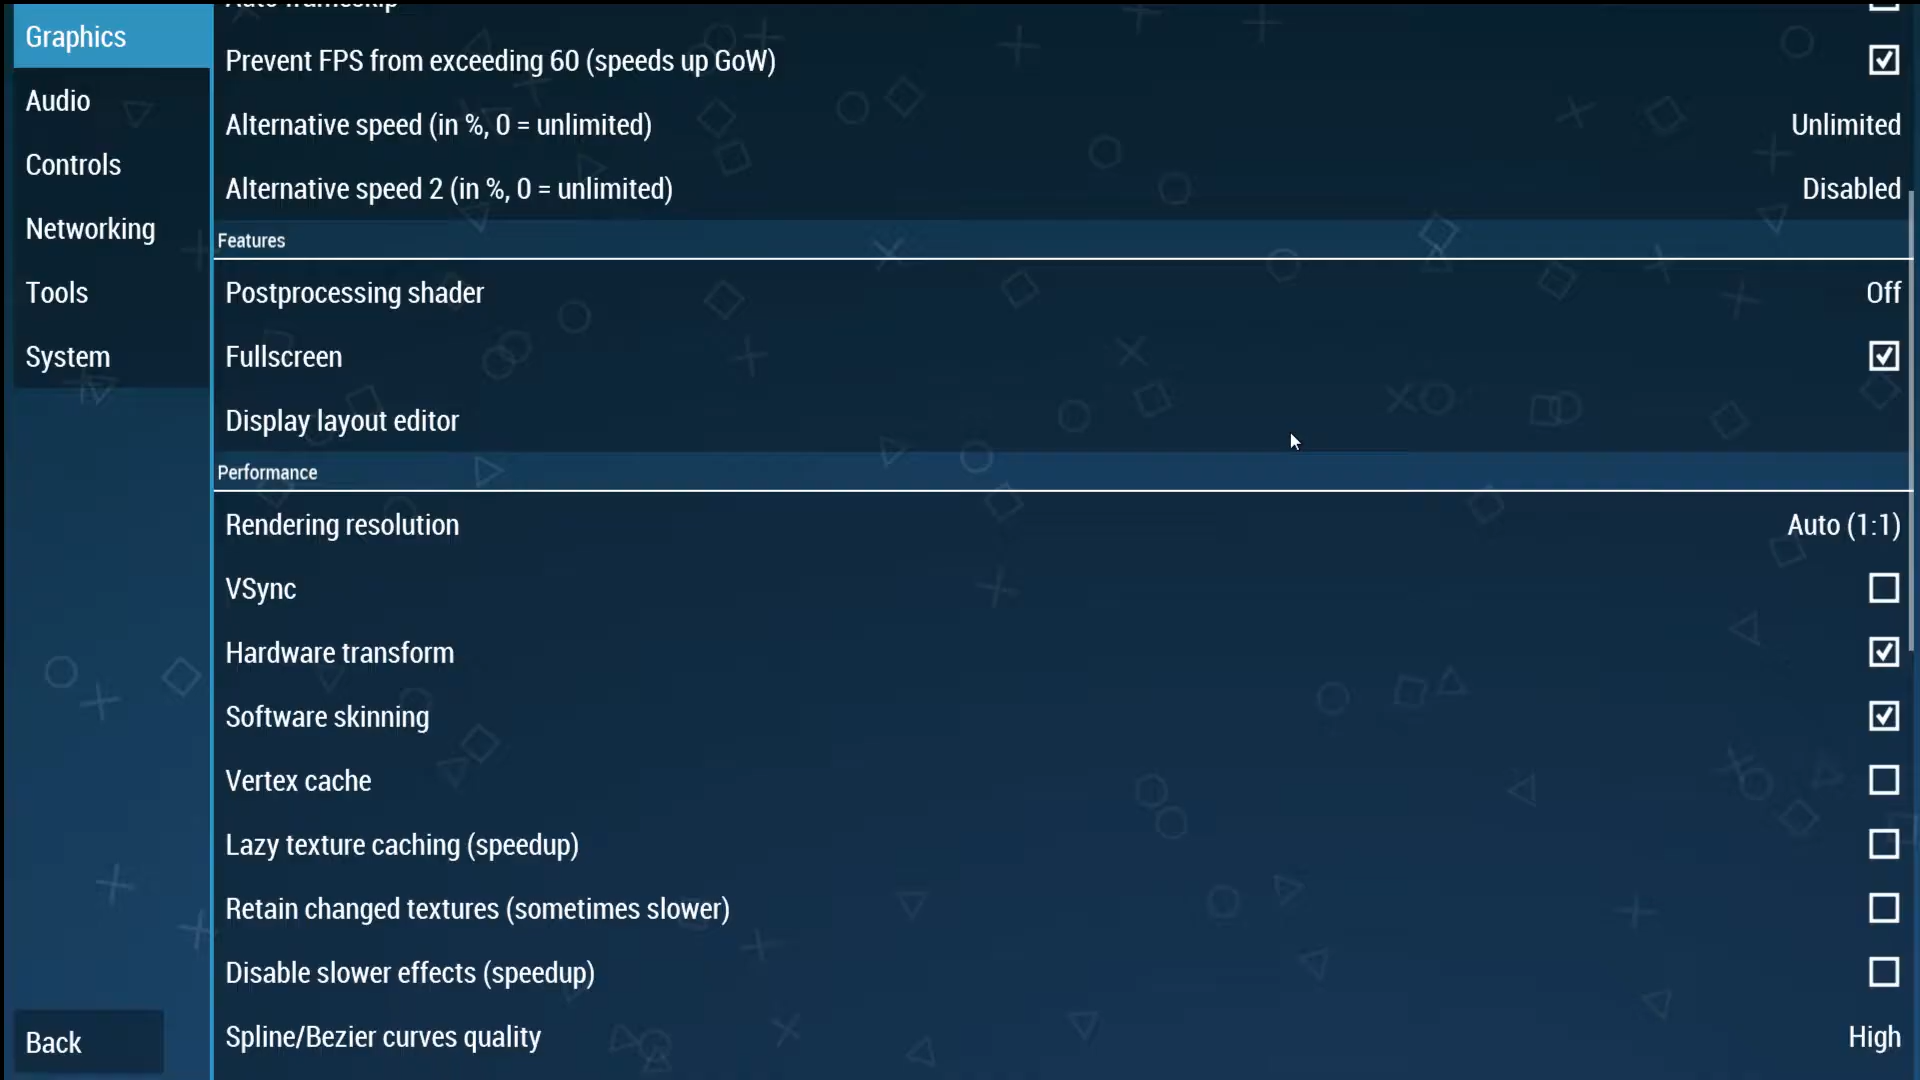 Graphics
Audio
Controls
Networking
Tools
System
Back
Auto frameskip
Prevent FPS from exceeding 60 (speeds up GoW)
Alternative speed (in %, 0 = unlimited) Unlimited
Alternative speed 2 (in %, 0 = unlimited) Disabled
Features
Postprocessing shader Off
Fullscreen
Display layout editor
Performance
Rendering resolution Auto (1:1)
VSync
Hardware transform
Software skinning
Vertex cache
Lazy texture caching (speedup)
Retain changed textures (sometimes slower)
Disable slower effects (speedup)
Spline/Bezier curves quality High